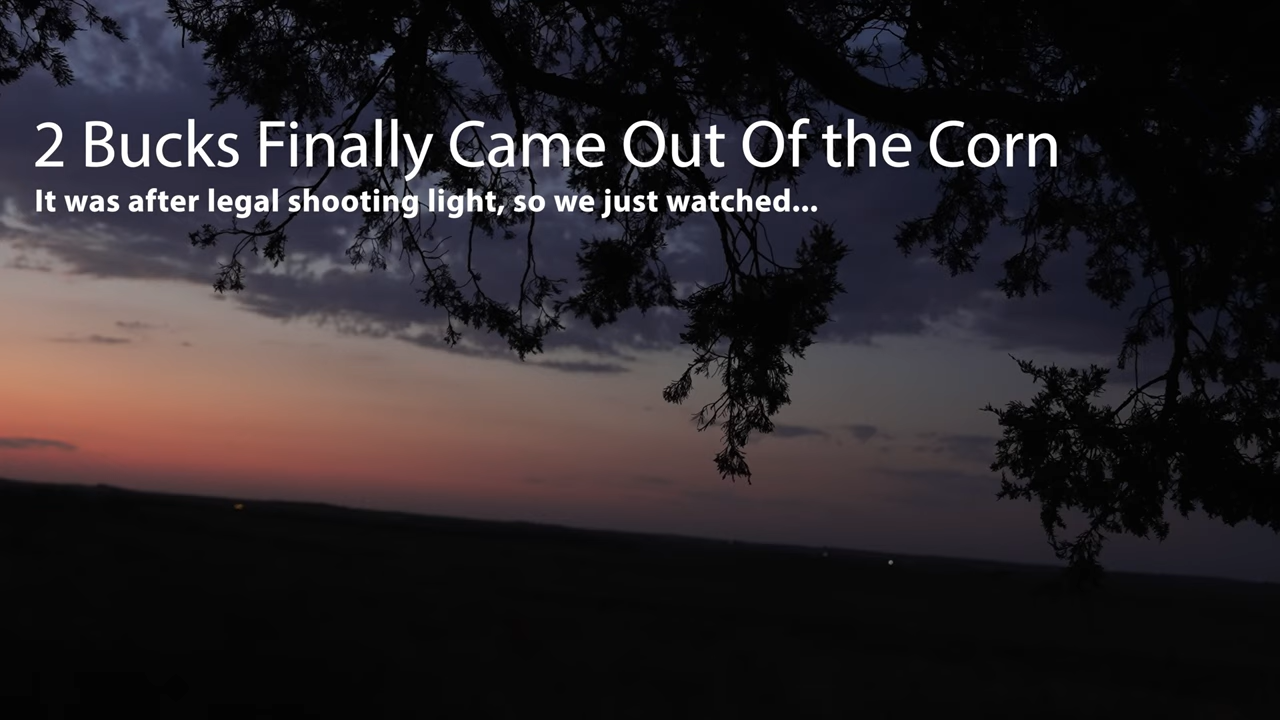 2 Bucks Finally Came Out Of the Corn
It was after legal shooting light, so we just watched...